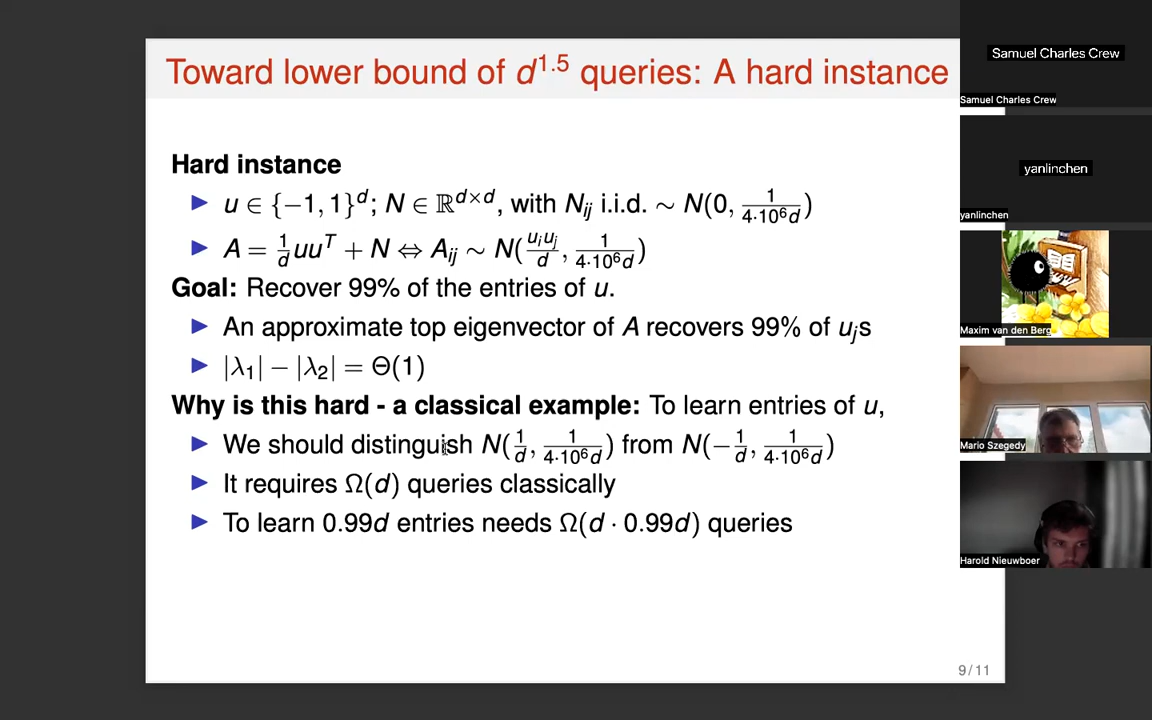 Toward lower bound of d^1.5 queries: A hard instance
Hard instance
▶ u ∈ {−1, 1}^d; N ∈ ℝ^{d×d}, with N_ij i.i.d. ∼ N(0, 1/(4·10^6 d))
▶ A = (1/d)uu^T + N ⇔ A_ij ∼ N(u_i u_j/d, 1/(4·10^6 d))
Goal: Recover 99% of the entries of u.
▶ An approximate top eigenvector of A recovers 99% of u_j s
▶ |λ_1| − |λ_2| = Θ(1)
Why is this hard - a classical example: To learn entries of u,
▶ We should distinguish N(1/d, 1/(4·10^6 d)) from N(−1/d, 1/(4·10^6 d))
▶ It requires Ω(d) queries classically
▶ To learn 0.99d entries needs Ω(d · 0.99d) queries
9/11
Samuel Charles Crew
Samuel Charles Crew
yanlinchen
yanlinchen
Maxim van den Berg
Mario Szegedy
Harold Nieuwboer